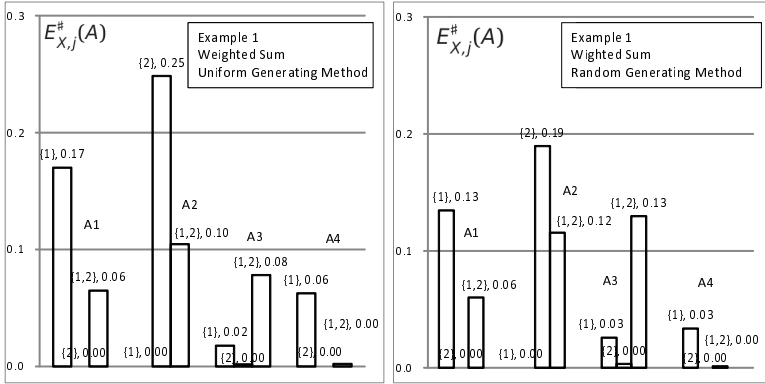 0.3
E♯X,j(A)
Example 1
Weighted Sum
Uniform Generating Method
{2}, 0.25
0.2
{1}, 0.17
A2
A1
{1,2}, 0.10
A3
A4
0.1
{1,2}, 0.08
{1,2}, 0.06
{1}, 0.06
{1}, 0.02
{1,2}, 0.00
{2}, 0.00
{1}, 0.00
{2}, 0.00
{2}, 0.00
0.0
0.3
E♯X,j(A)
Example 1
Wighted Sum
Random Generating Method
0.2
{2}, 0.19
{1}, 0.13
A2
{1,2}, 0.13
A1
{1,2}, 0.12
0.1
{1,2}, 0.06
A3
A4
{1}, 0.03
{1}, 0.03
{1,2}, 0.00
{2}, 0.00
{1}, 0.00
{2}, 0.00
{2}, 0.00
0.0